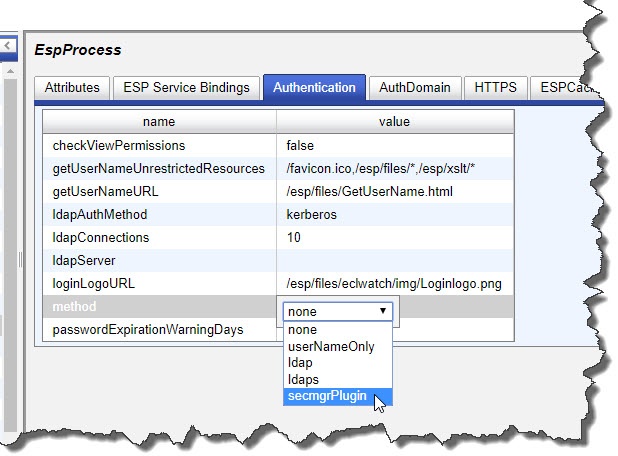 EspProcess
Attributes ESP Service Bindings Authentication AuthDomain HTTPS ESPCac
name value
checkViewPermissions false
getUserNameUnrestrictedResources /favicon.ico,/esp/files/*,/esp/xslt/*
getUserNameURL /esp/files/GetUserName.html
ldapAuthMethod kerberos
ldapConnections 10
ldapServer
loginLogoURL /esp/files/eclwatch/img/Loginlogo.png
method none
passwordExpirationWarningDays none
userNameOnly
ldap
ldaps
secmgrPlugin